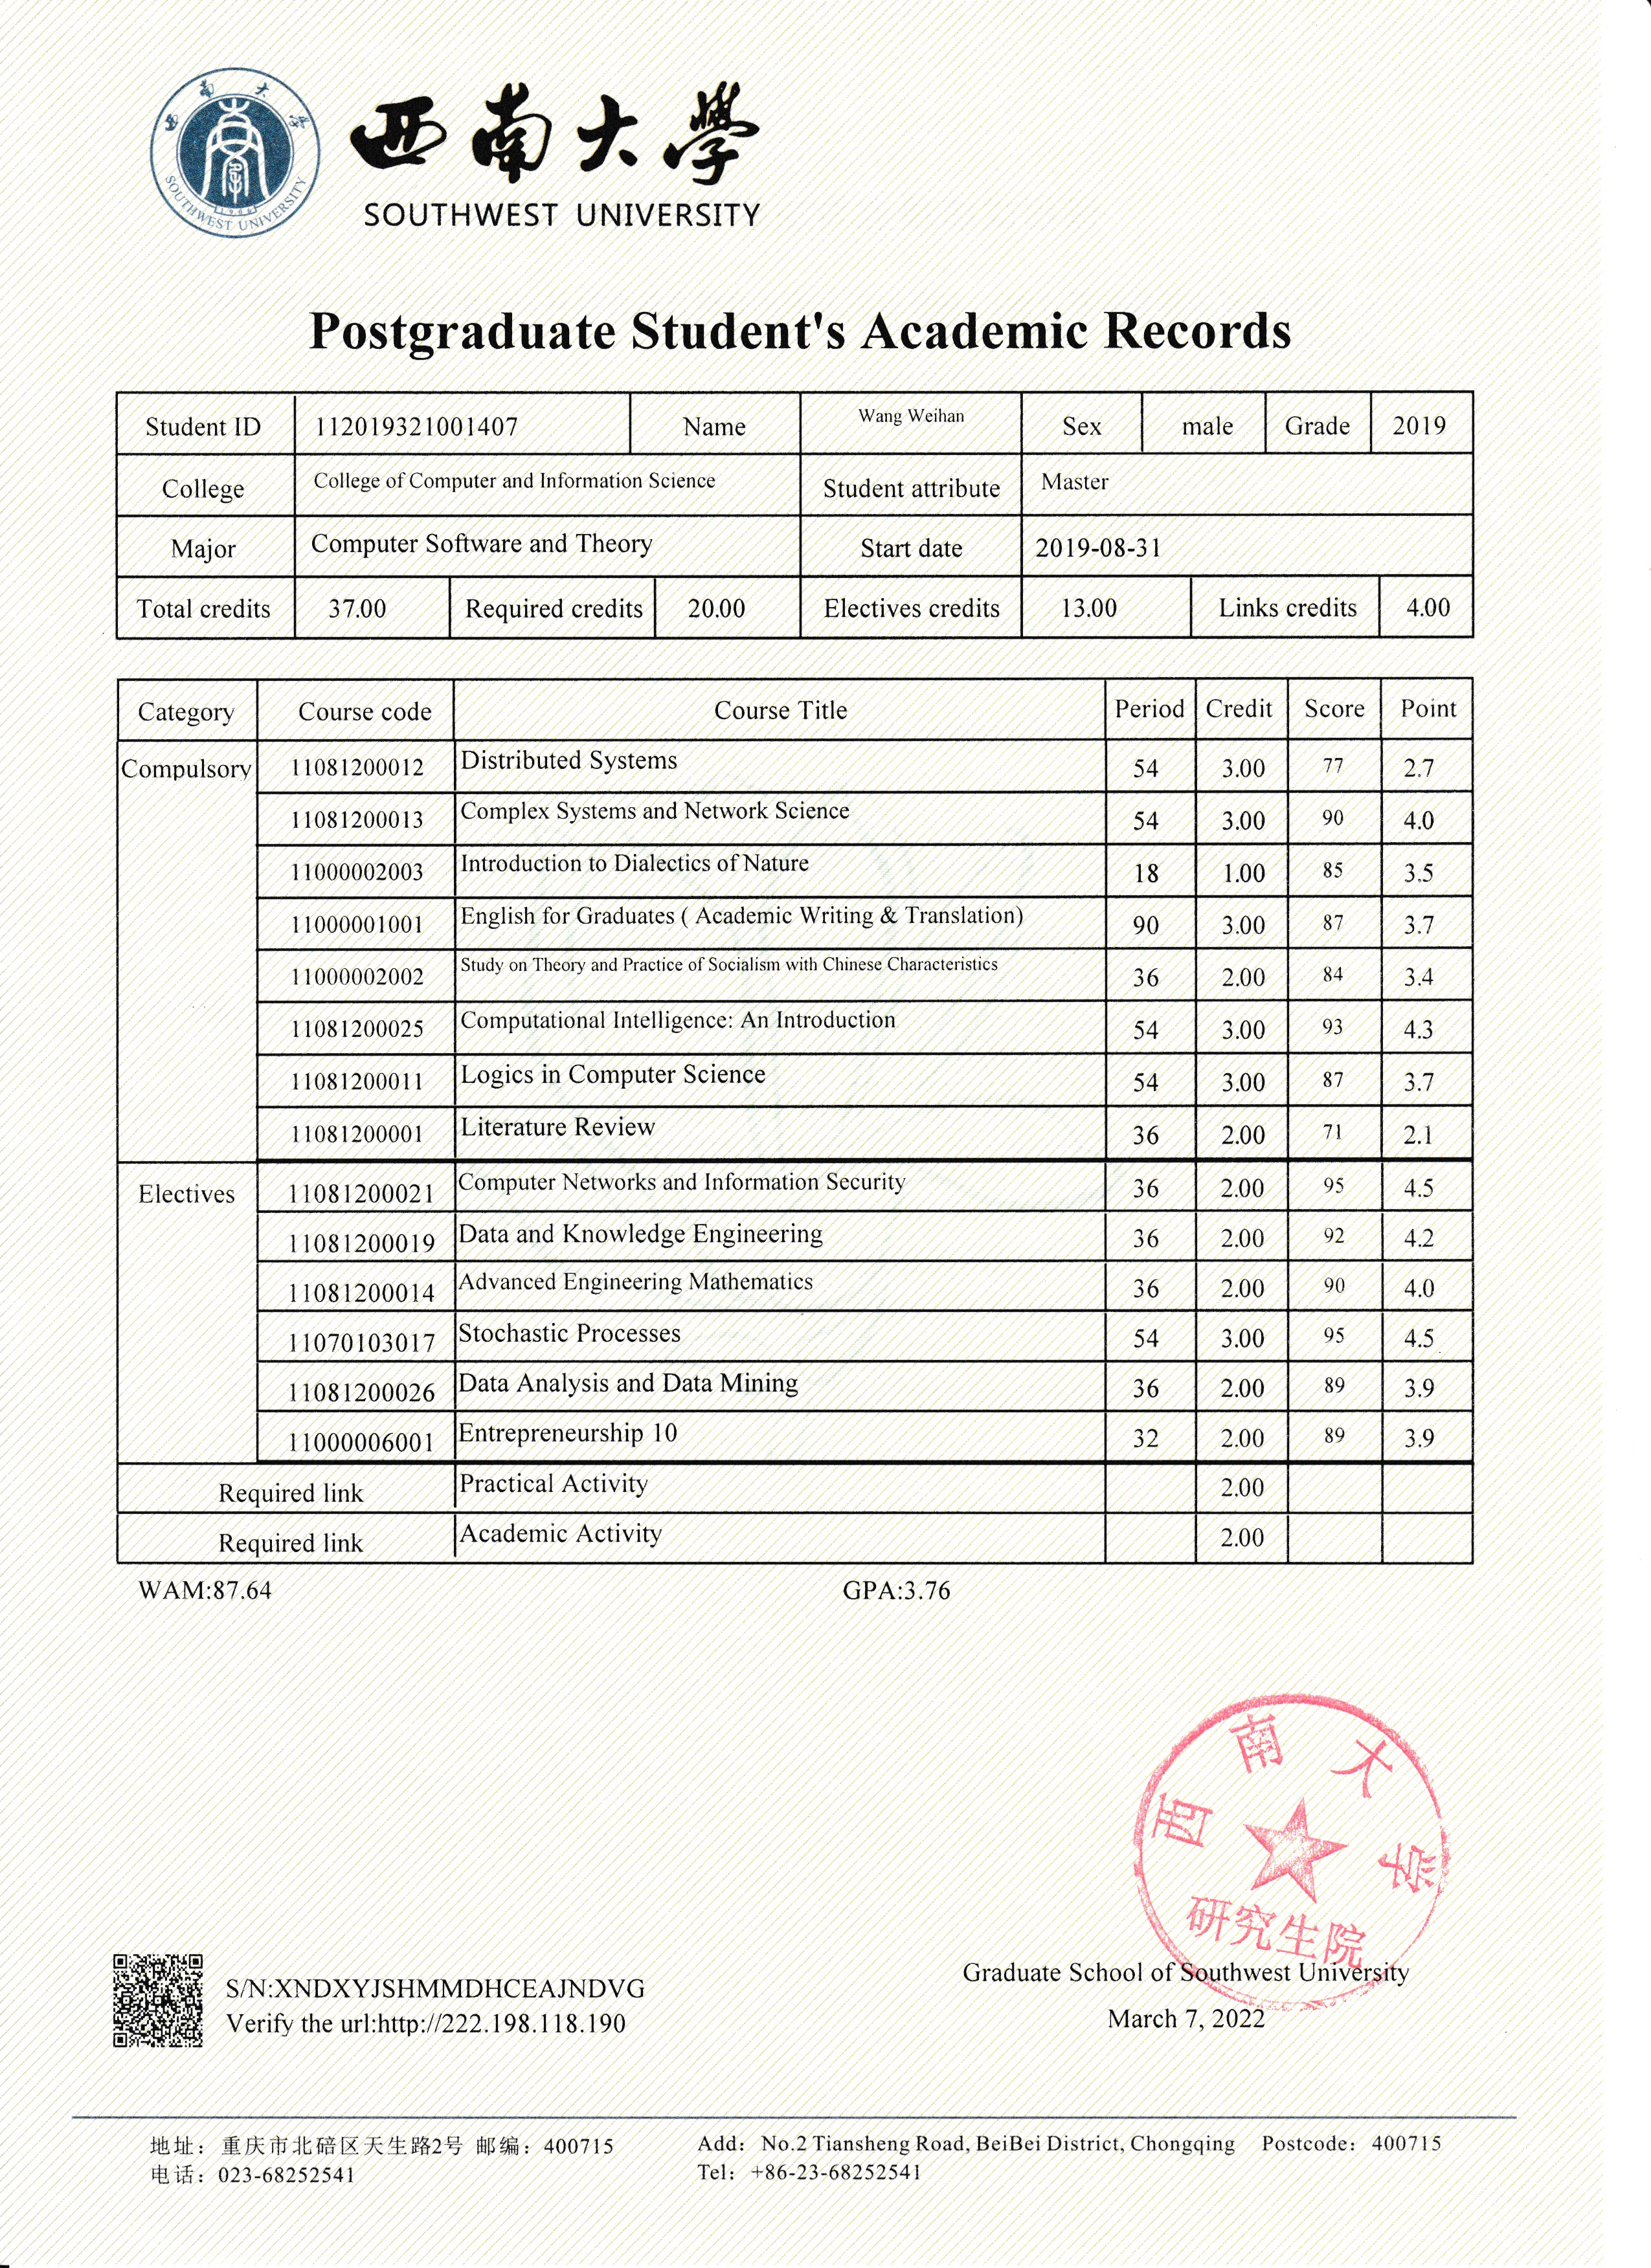 西南大學
SOUTHWEST UNIVERSITY
西南大学
SOUTHWEST UNIVERSITY
1906
Postgraduate Student's Academic Records
Student ID 112019321001407 Name Wang Weihan Sex male Grade 2019
College College of Computer and Information Science Student attribute Master
Major Computer Software and Theory Start date 2019-08-31
Total credits 37.00 Required credits 20.00 Electives credits 13.00 Links credits 4.00
Category Course code Course Title Period Credit Score Point
Compulsory 11081200012 Distributed Systems 54 3.00 77 2.7
11081200013 Complex Systems and Network Science 54 3.00 90 4.0
11000002003 Introduction to Dialectics of Nature 18 1.00 85 3.5
11000001001 English for Graduates ( Academic Writing & Translation) 90 3.00 87 3.7
11000002002 Study on Theory and Practice of Socialism with Chinese Characteristics 36 2.00 84 3.4
11081200025 Computational Intelligence: An Introduction 54 3.00 93 4.3
11081200011 Logics in Computer Science 54 3.00 87 3.7
11081200001 Literature Review 36 2.00 71 2.1
Electives 11081200021 Computer Networks and Information Security 36 2.00 95 4.5
11081200019 Data and Knowledge Engineering 36 2.00 92 4.2
11081200014 Advanced Engineering Mathematics 36 2.00 90 4.0
11070103017 Stochastic Processes 54 3.00 95 4.5
11081200026 Data Analysis and Data Mining 36 2.00 89 3.9
11000006001 Entrepreneurship 10 32 2.00 89 3.9
Required link Practical Activity 2.00
Required link Academic Activity 2.00
WAM:87.64 GPA:3.76
西南大学
研究生院
S/N:XNDXYJSHMMDHCEAJNDVG
Verify the url:http://222.198.118.190
Graduate School of Southwest University
March 7, 2022
地址：重庆市北碚区天生路2号 邮编：400715
电话：023-68252541
Add：No.2 Tiansheng Road, BeiBei District, Chongqing Postcode：400715
Tel：+86-23-68252541